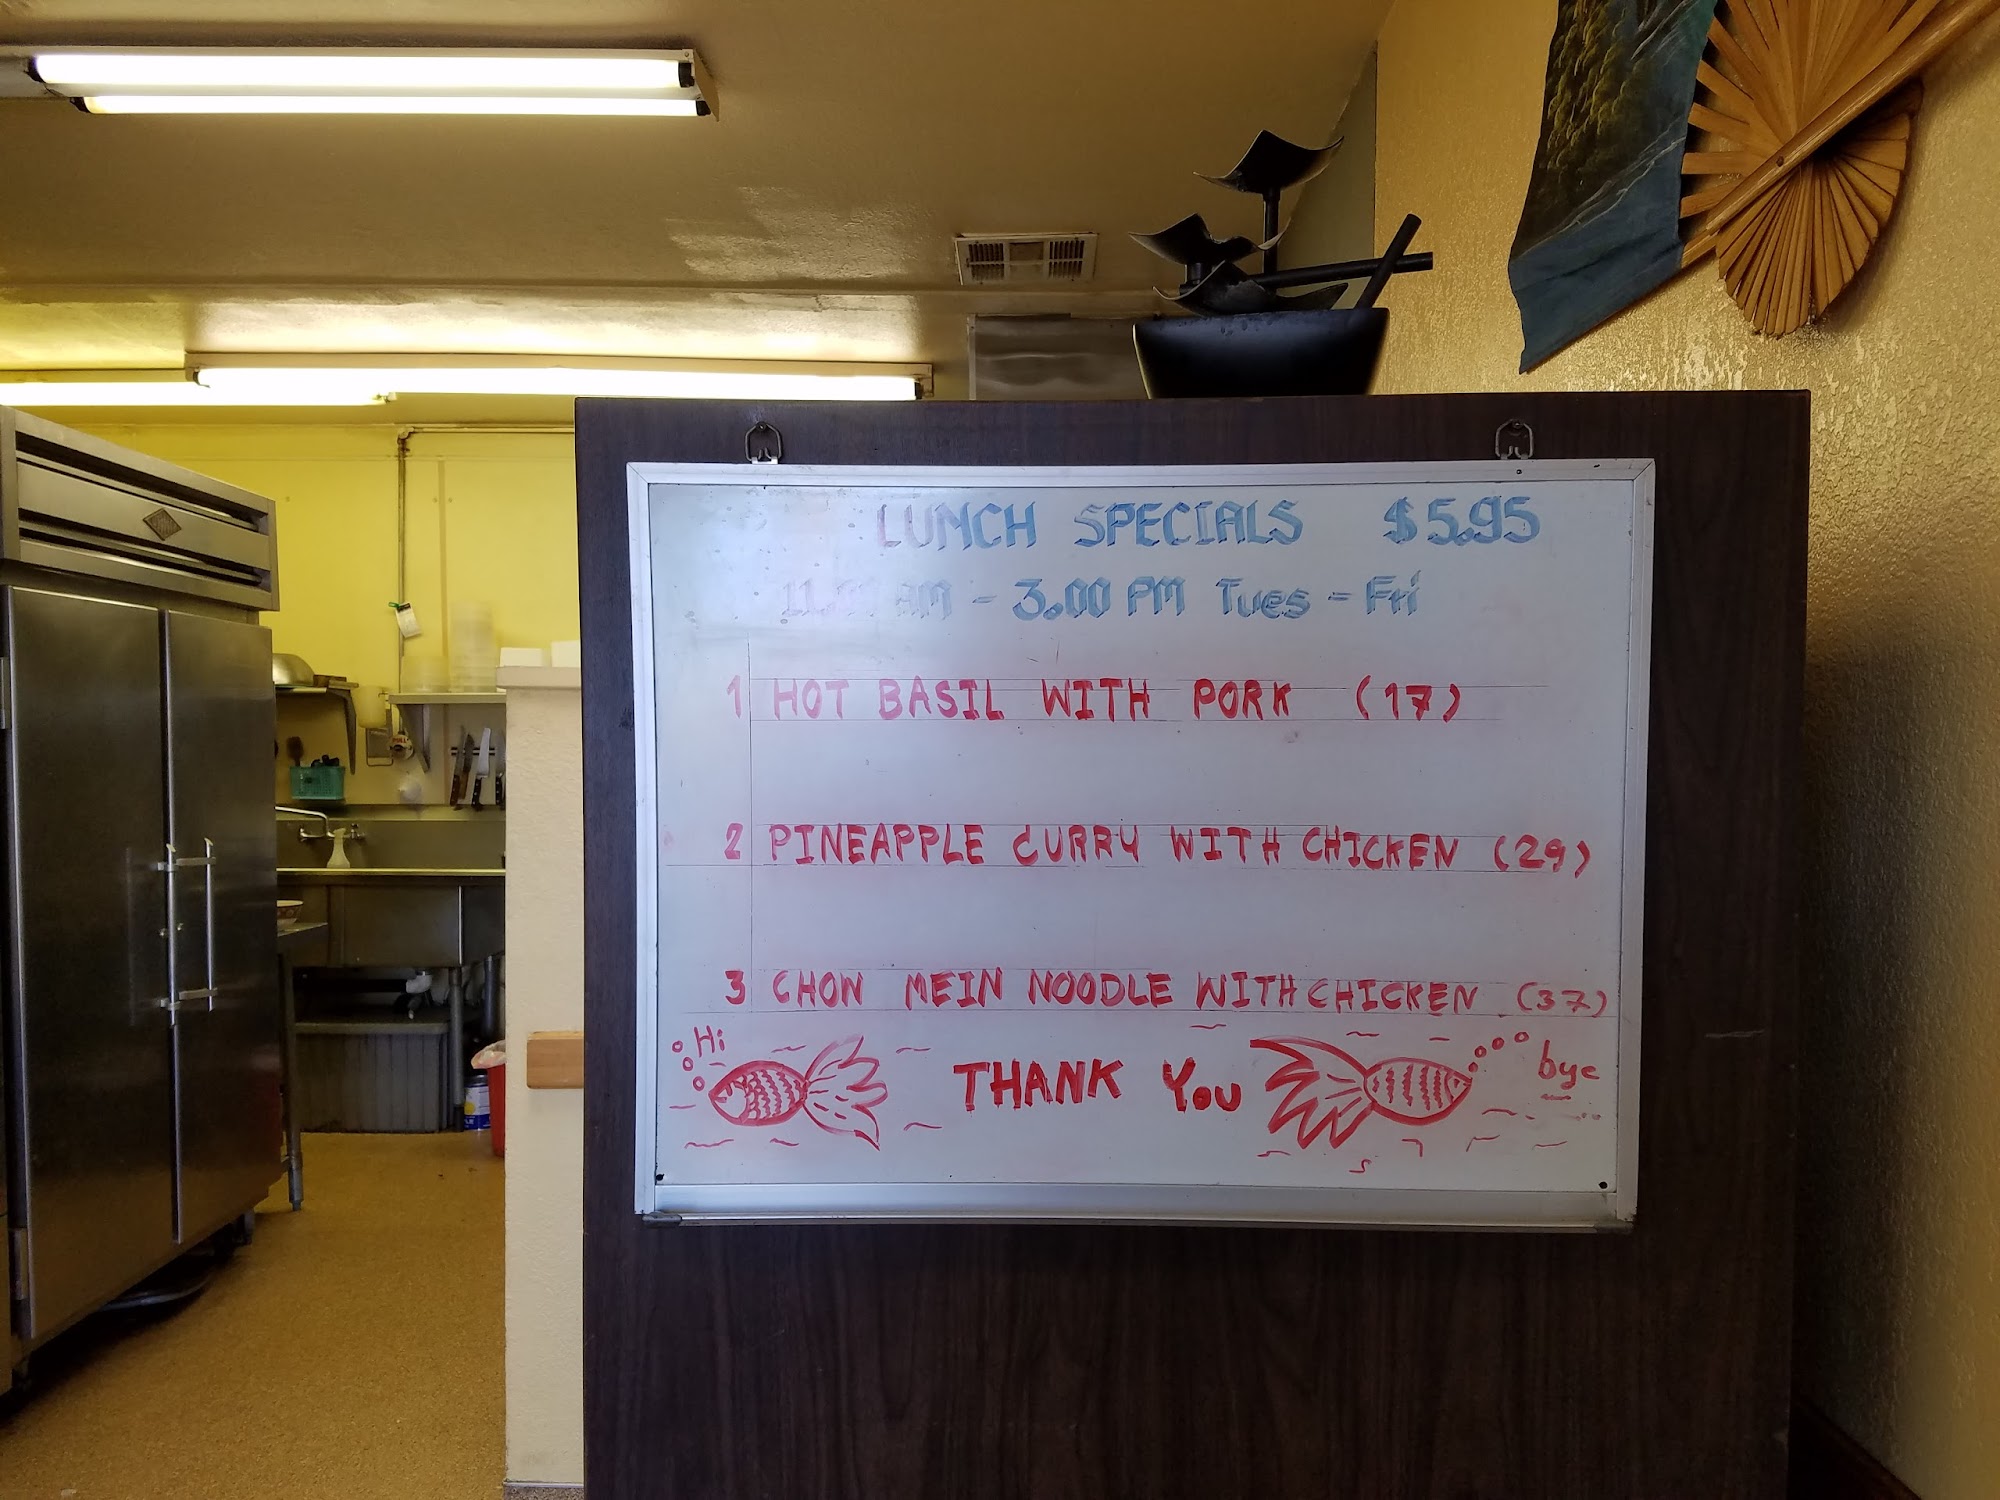 LUNCH SPECIALS $5.95
AM - 3.00 PM Tues - Fri
1 HOT BASIL WITH PORK (17)
2 PINEAPPLE CURRY WITH CHICKEN (29)
3 CHOW MEIN NOODLE WITH CHICKEN (37)
Hi
THANK YOU
bye